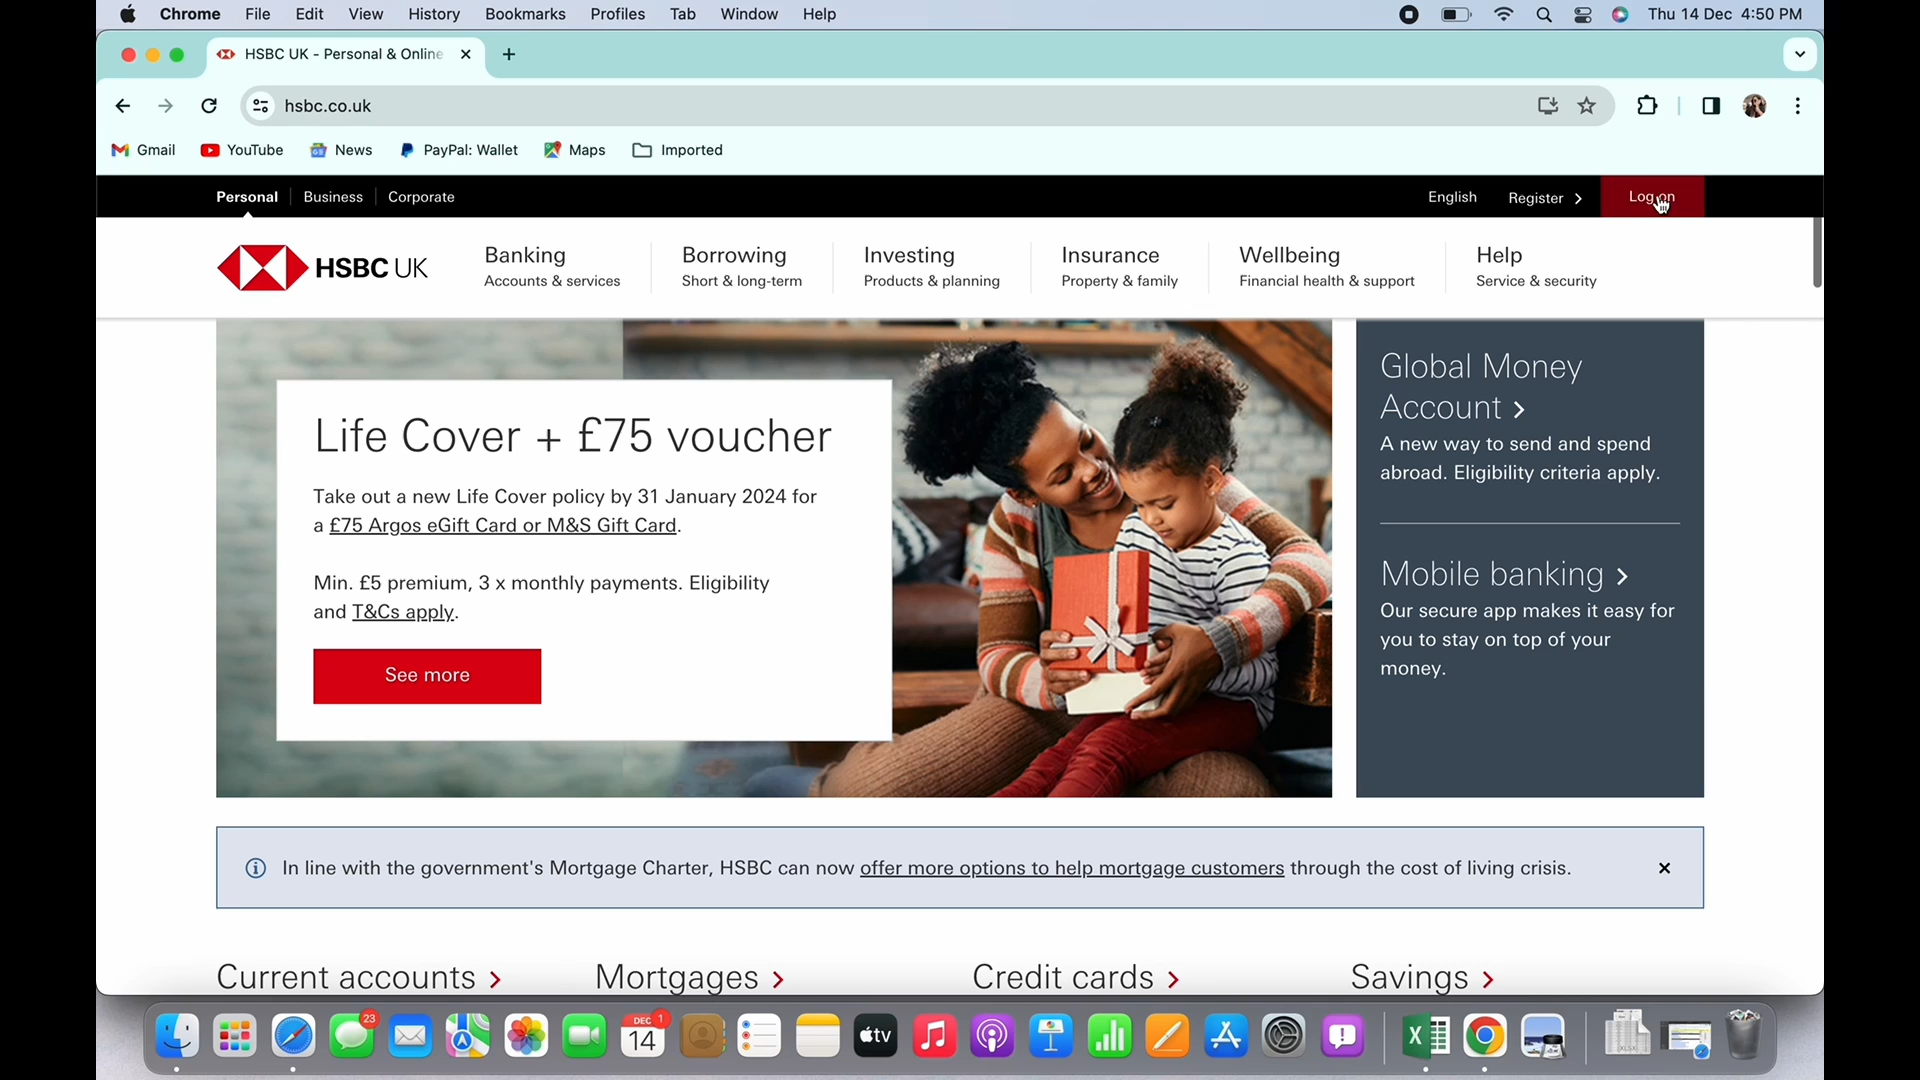 Chrome File Edit View History Bookmarks Profiles Tab Window Help Thu 14 Dec 4:50 PM
HSBC UK - Personal & Online
hsbc.co.uk
Gmail YouTube News PayPal: Wallet Maps Imported
Personal Business Corporate English Register Log on
HSBC UK
Banking Borrowing Investing Insurance Wellbeing Help
Accounts & services Short & long-term Products & planning Property & family Financial health & support Service & security
Life Cover + £75 voucher
Take out a new Life Cover policy by 31 January 2024 for
a £75 Argos eGift Card or M&S Gift Card.
Min. £5 premium, 3 x monthly payments. Eligibility
and T&Cs apply.
See more
Global Money
Account
A new way to send and spend
abroad. Eligibility criteria apply.
Mobile banking
Our secure app makes it easy for
you to stay on top of your
money.
In line with the government's Mortgage Charter, HSBC can now offer more options to help mortgage customers through the cost of living crisis.
Current accounts Mortgages Credit cards Savings
23
DEC 1
14
tv
XLSX